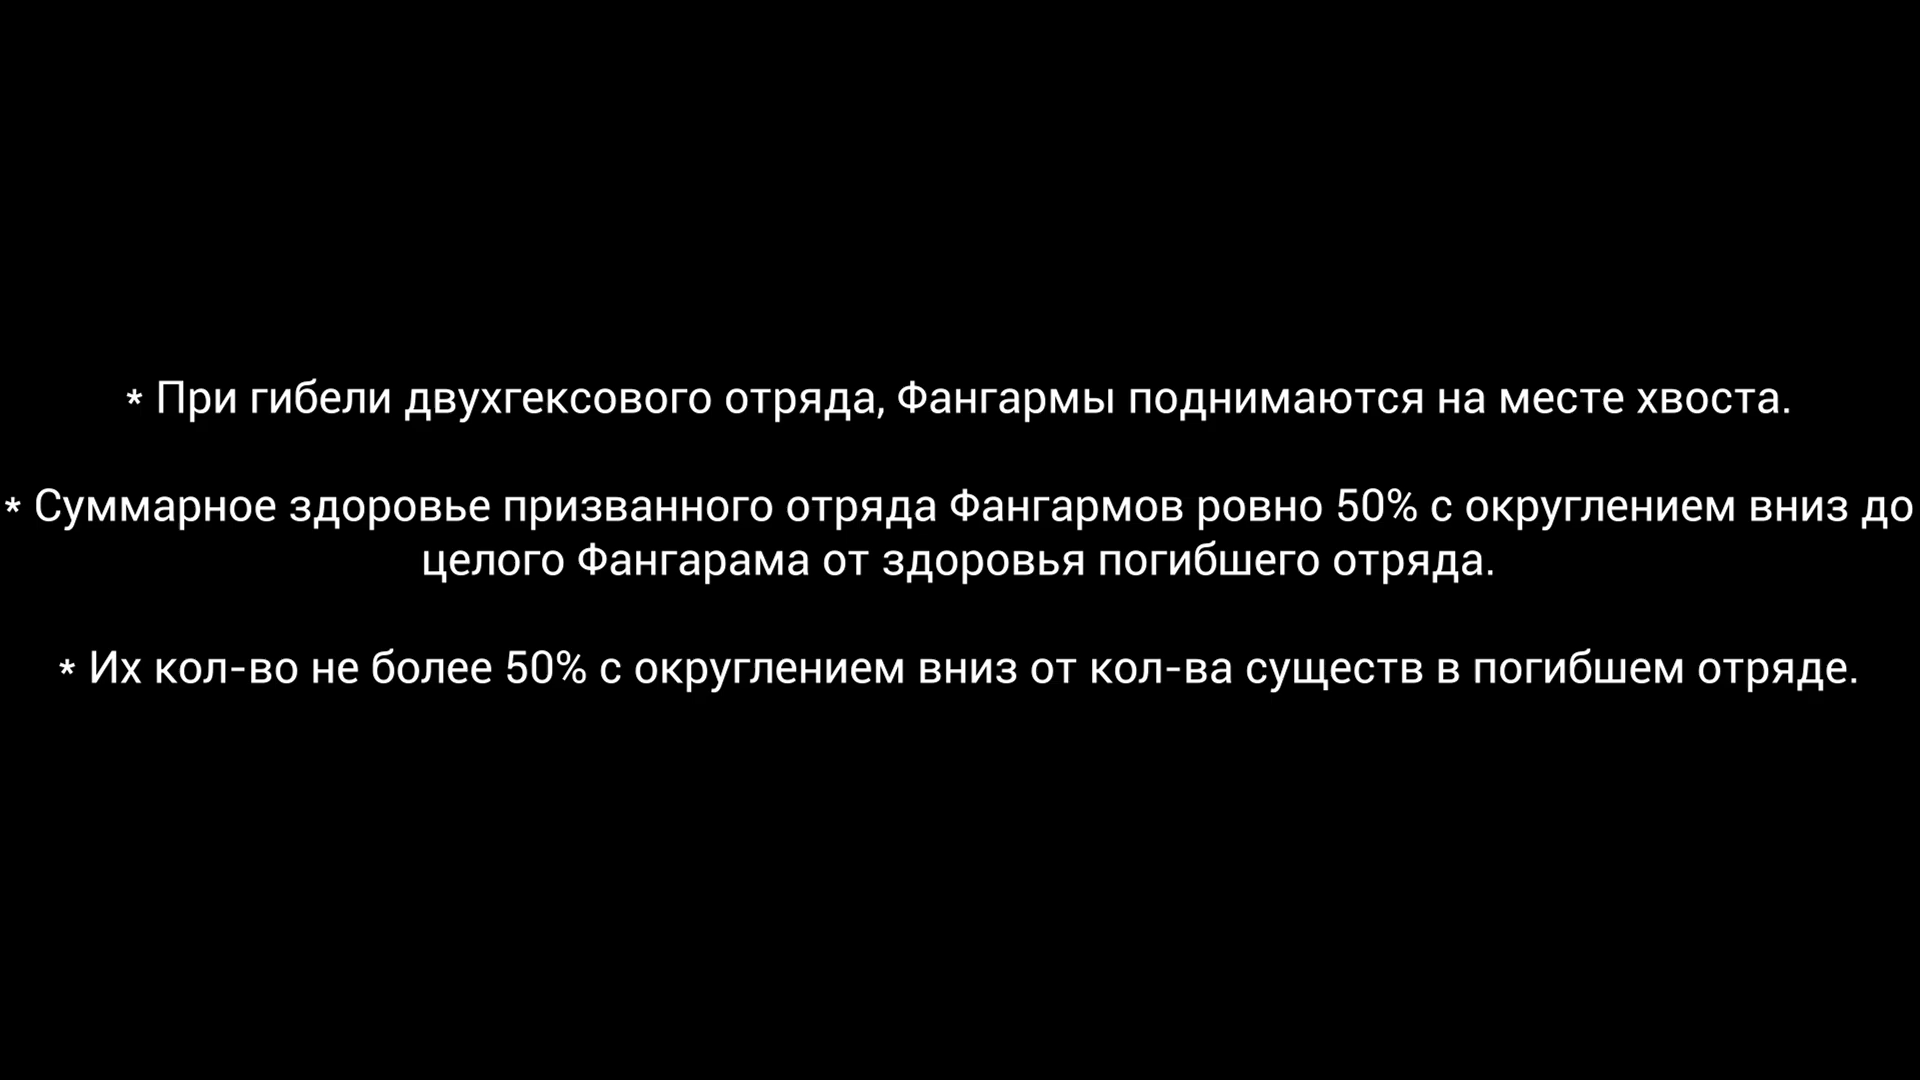 * При гибели двухгексового отряда, Фангармы поднимаются на месте хвоста.
* Суммарное здоровье призванного отряда Фангармов ровно 50% с округлением вниз до
целого Фангарама от здоровья погибшего отряда.
* Их кол-во не более 50% с округлением вниз от кол-ва существ в погибшем отряде.